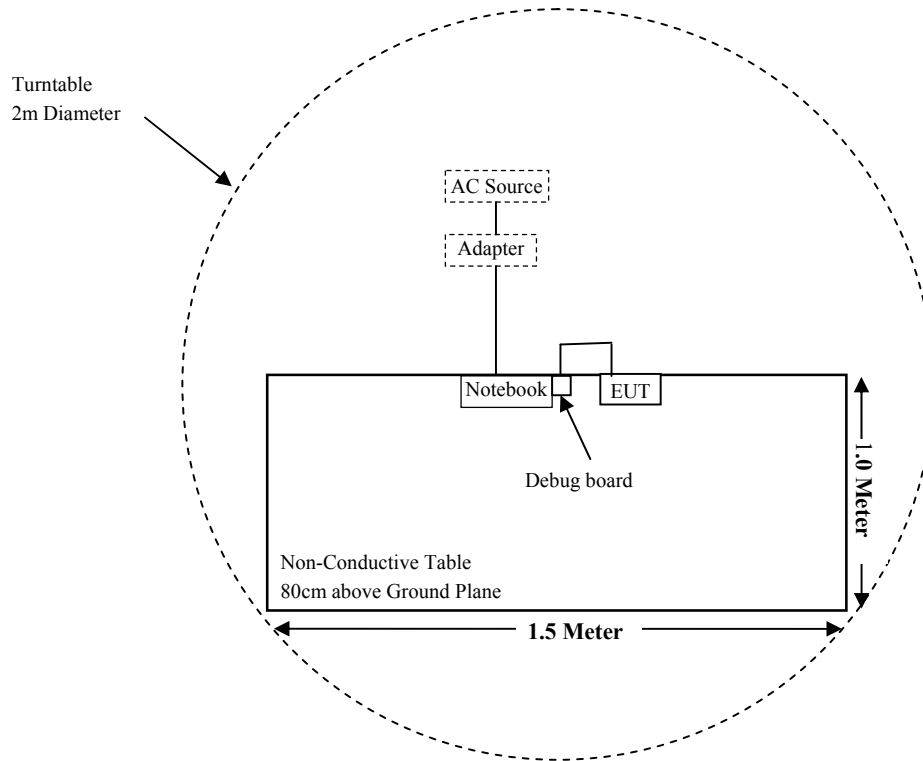 Turntable
2m Diameter
AC Source
Adapter
Notebook
EUT
Debug board
1.0 Meter
Non-Conductive Table
80cm above Ground Plane
1.5 Meter